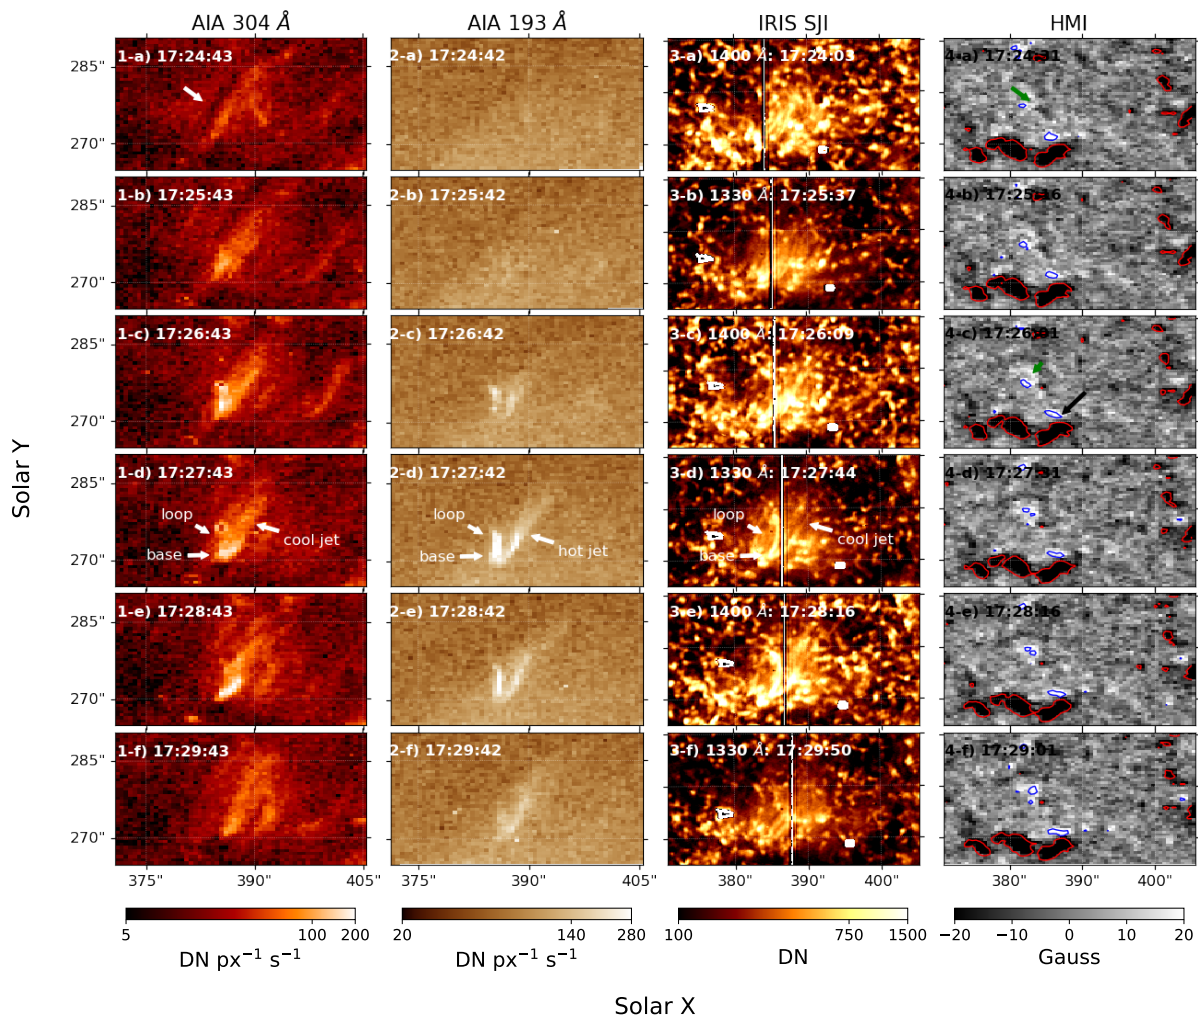 AIA 304 Å
AIA 193 Å
IRIS SJI
HMI
285"
270"
1-a) 17:24:43
2-a) 17:24:42
3-a) 1400 Å: 17:24:03
4-a) 17:24:31
285"
270"
1-b) 17:25:43
2-b) 17:25:42
3-b) 1330 Å: 17:25:37
4-b) 17:25:16
285"
270"
1-c) 17:26:43
2-c) 17:26:42
3-c) 1400 Å: 17:26:09
4-c) 17:26:01
285"
270"
1-d) 17:27:43
loop
base
cool jet
2-d) 17:27:42
loop
base
hot jet
3-d) 1330 Å: 17:27:44
loop
base
cool jet
4-d) 17:27:31
285"
270"
1-e) 17:28:43
2-e) 17:28:42
3-e) 1400 Å: 17:28:16
4-e) 17:28:16
285"
270"
1-f) 17:29:43
2-f) 17:29:42
3-f) 1330 Å: 17:29:50
4-f) 17:29:01
Solar Y
375" 390" 405"
375" 390" 405"
380" 390" 400"
380" 390" 400"
5 100 200
DN px⁻¹ s⁻¹
20 140 280
DN px⁻¹ s⁻¹
100 750 1500
DN
−20 −10 0 10 20
Gauss
Solar X